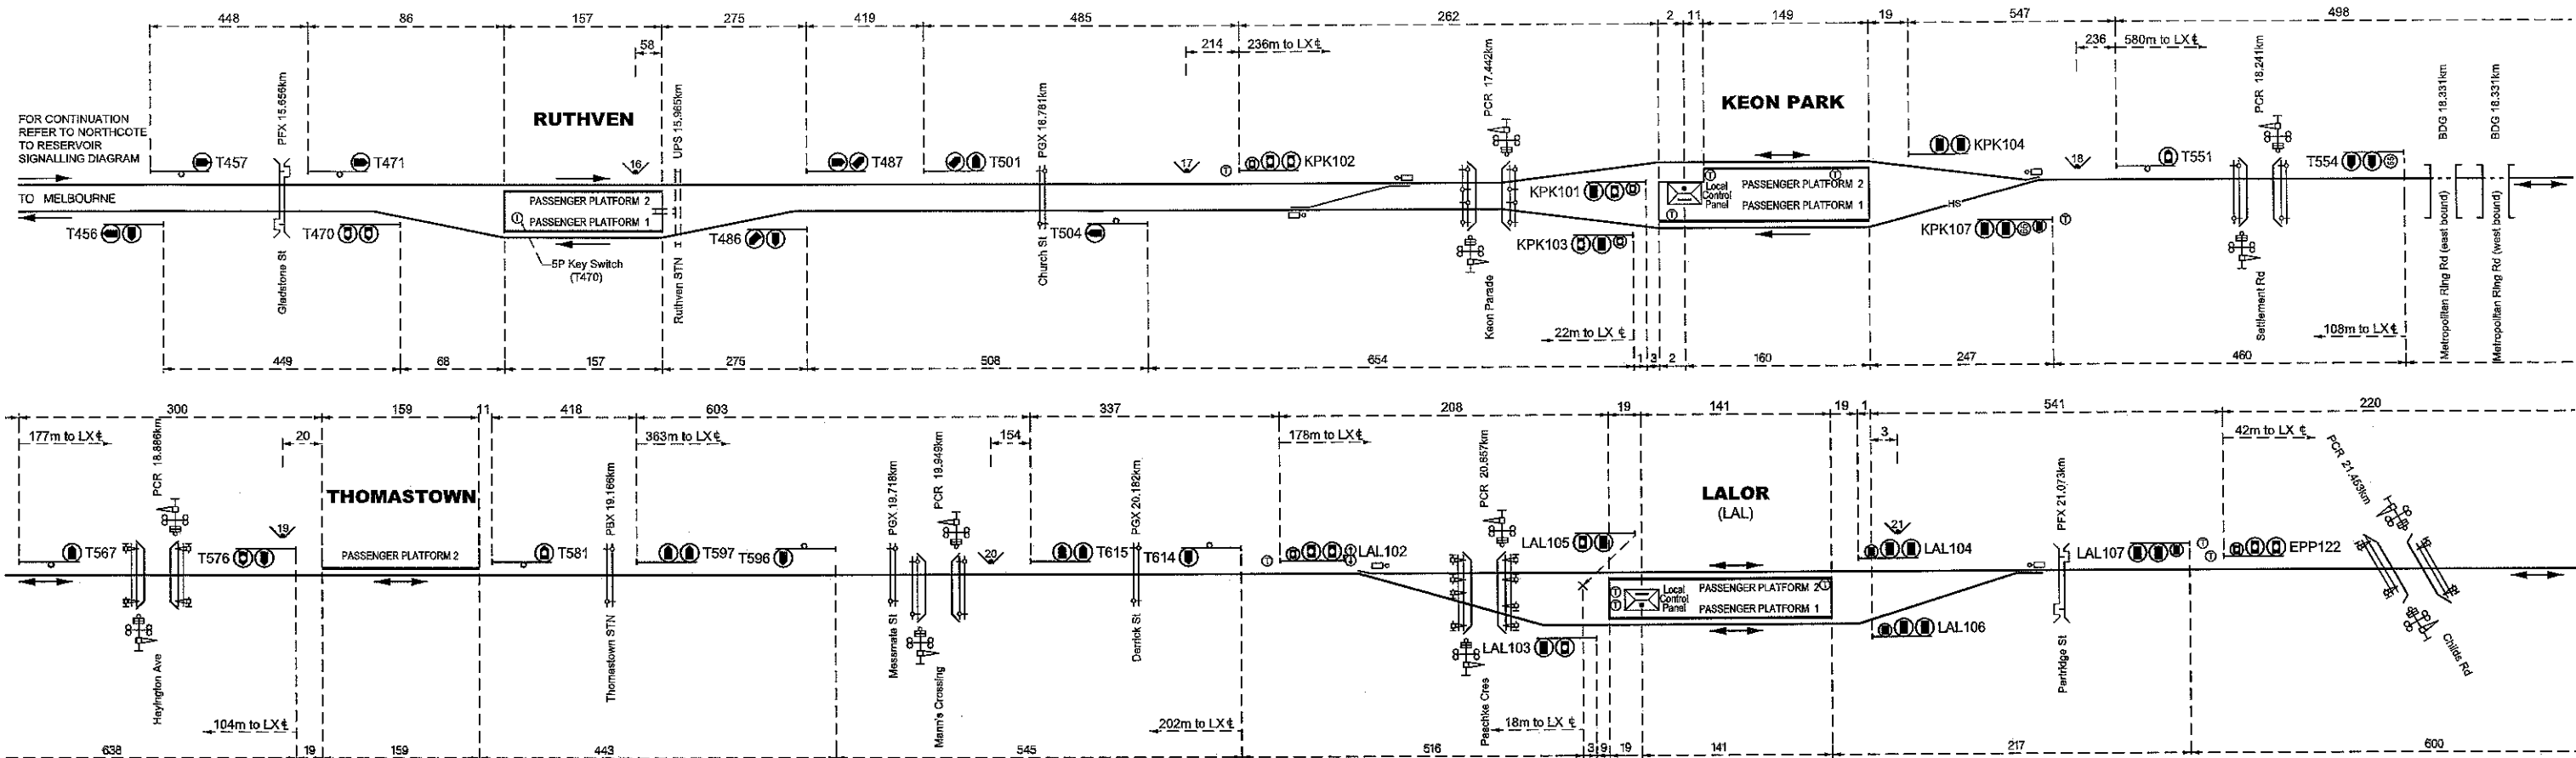 448
86
157
275
419
485
262
2
11
149
19
547
498
58
214
236m to LX ℄
236
580m to LX ℄
FOR CONTINUATION
REFER TO NORTHCOTE
TO RESERVOIR
SIGNALLING DIAGRAM
PFX 15.656km
RUTHVEN
UPS 15.965km
PGX 16.781km
PCR 17.442km
KEON PARK
PCR 18.241km
BDG 18.331km
BDG 18.331km
T457
T471
16
T487
T501
17
T
KPK102
KPK104
18
T551
T554
TO MELBOURNE
PASSENGER PLATFORM 2
PASSENGER PLATFORM 1
T
KPK101
Local
Control
Panel
T
T
T
PASSENGER PLATFORM 2
PASSENGER PLATFORM 1
HS
T456
T470
T486
T504
KPK103
KPK107
T
5P Key Switch
(T470)
Gladstone St
Ruthven STN
Church St
Keon Parade
Settlement Rd
Metropolitan Ring Rd (east bound)
Metropolitan Ring Rd (west bound)
22m to LX ℄
108m to LX ℄
449
68
157
275
508
654
1
3
2
160
247
460
300
159
11
418
603
337
208
19
141
19
1
541
220
177m to LX ℄
20
363m to LX ℄
154
178m to LX ℄
3
42m to LX ℄
PCR 18.886km
THOMASTOWN
PBX 19.166km
PGX 19.718km
PCR 19.949km
PGX 20.182km
PCR 20.657km
LALOR
(LAL)
PFX 21.073km
PCR 21.453km
T567
T576
19
PASSENGER PLATFORM 2
T581
T597
T596
20
T615
T614
T
LAL102
LAL105
21
LAL104
LAL107
T
T
EPP122
T
T
Local
Control
Panel
PASSENGER PLATFORM 2
T
PASSENGER PLATFORM 1
LAL103
LAL106
Hayington Ave
Thomastown STN
Messmata St
Mann's Crossing
Derrick St
Paschke Cres
Partridge St
Childs Rd
104m to LX ℄
202m to LX ℄
18m to LX ℄
638
19
159
443
545
516
3
9
19
141
217
600